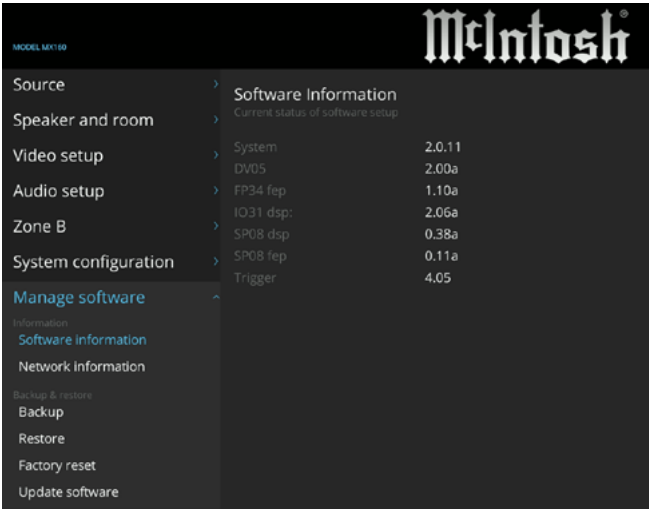 MODEL MX160
McIntosh®
Source
Speaker and room
Video setup
Audio setup
Zone B
System configuration
Manage software
Information
Software information
Network information
Backup & restore
Backup
Restore
Factory reset
Update software
Software Information
Current status of software setup
System 2.0.11
DV05 2.00a
FP34 fep 1.10a
IO31 dsp: 2.06a
SP08 dsp 0.38a
SP08 fep 0.11a
Trigger 4.05